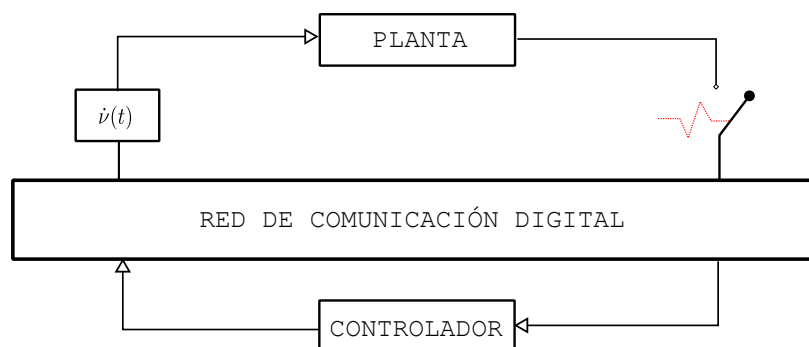 PLANTA
ν̇(t)
RED DE COMUNICACIÓN DIGITAL
CONTROLADOR